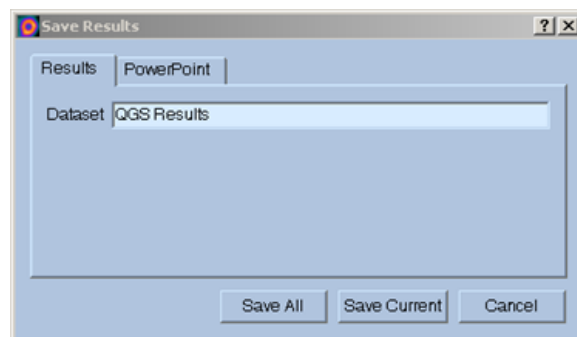 Save Results
Results PowerPoint
Dataset QGS Results
Save All Save Current Cancel